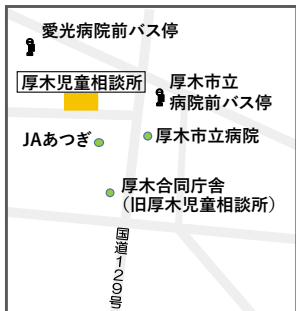 愛光病院前バス停
厚木児童相談所
厚木市立
病院前バス停
JAあつぎ
厚木市立病院
厚木合同庁舎
（旧厚木児童相談所）
国道129号